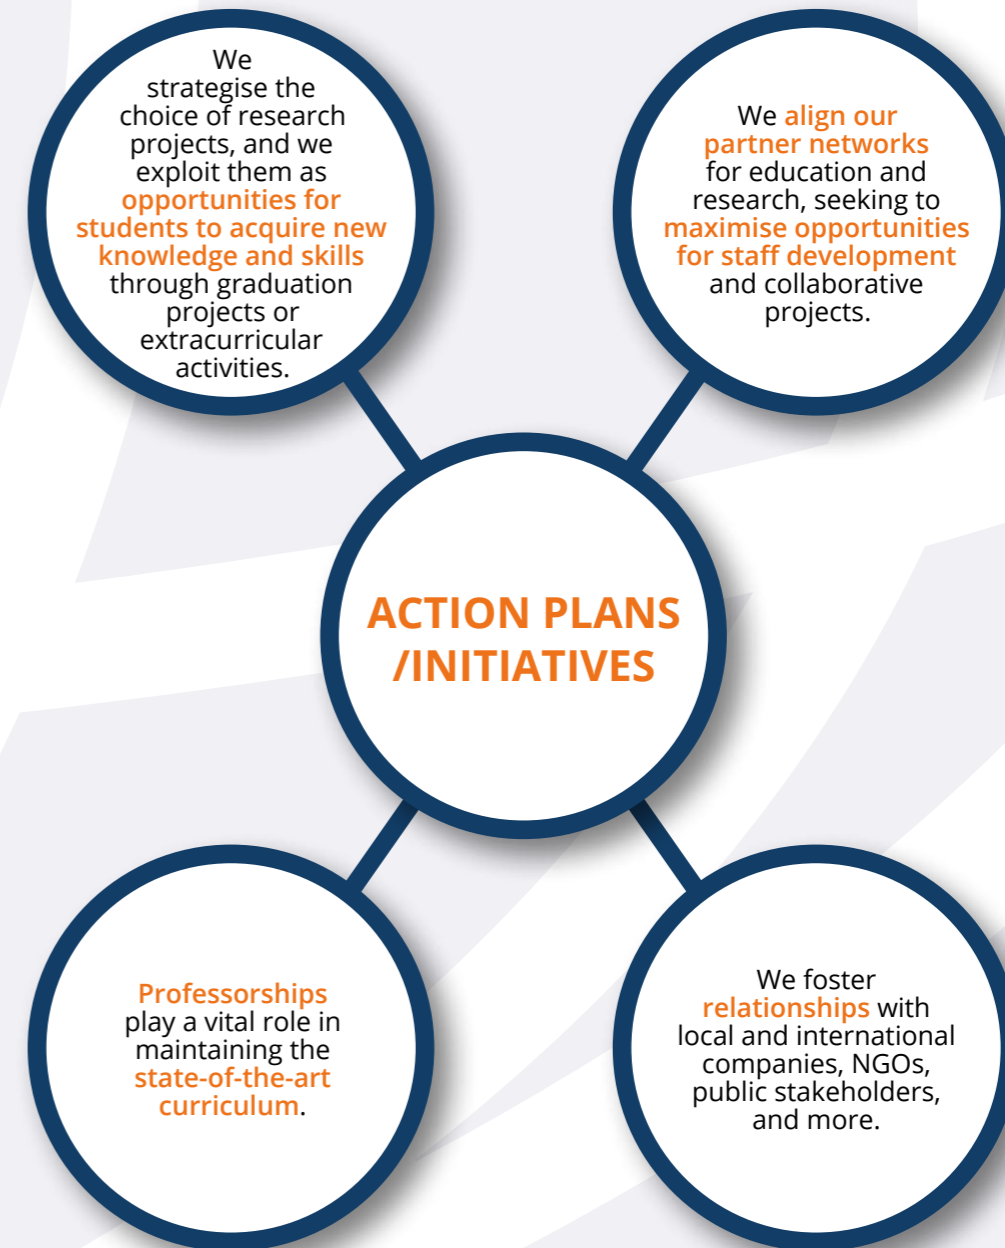 We
strategise the
choice of research
projects, and we
exploit them as
opportunities for
students to acquire new
knowledge and skills
through graduation
projects or
extracurricular
activities.
We align our
partner networks
for education and
research, seeking to
maximise opportunities
for staff development
and collaborative
projects.
ACTION PLANS
/INITIATIVES
Professorships
play a vital role in
maintaining the
state-of-the-art
curriculum.
We foster
relationships with
local and international
companies, NGOs,
public stakeholders,
and more.